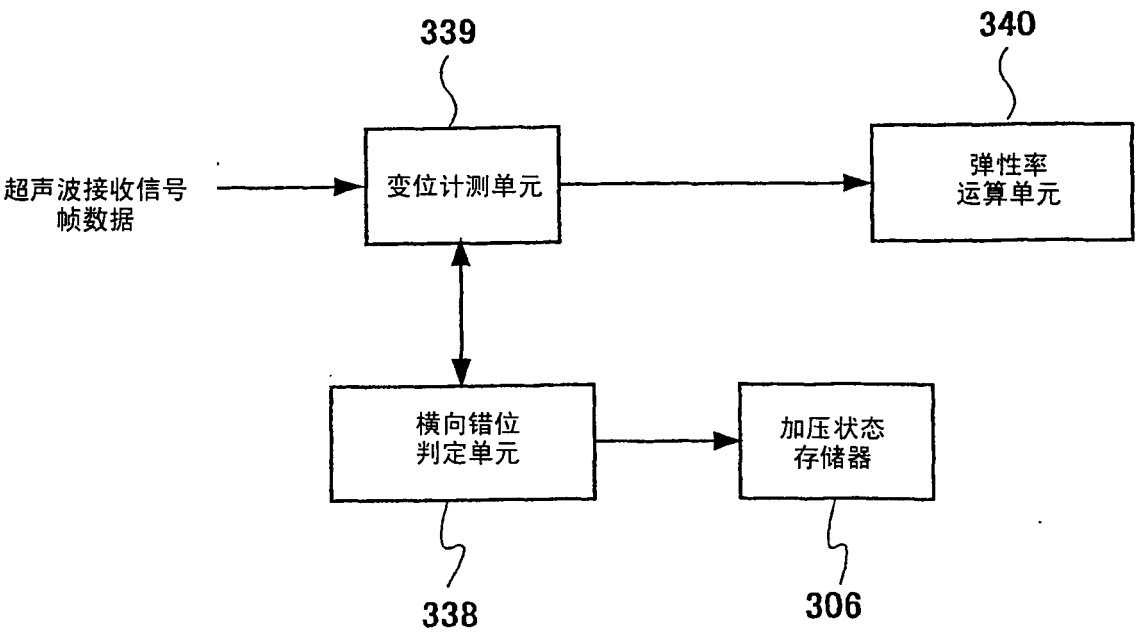 339
340
超声波接收信号
帧数据
变位计测单元
弹性率
运算单元
横向错位
判定单元
加压状态
存储器
338
306